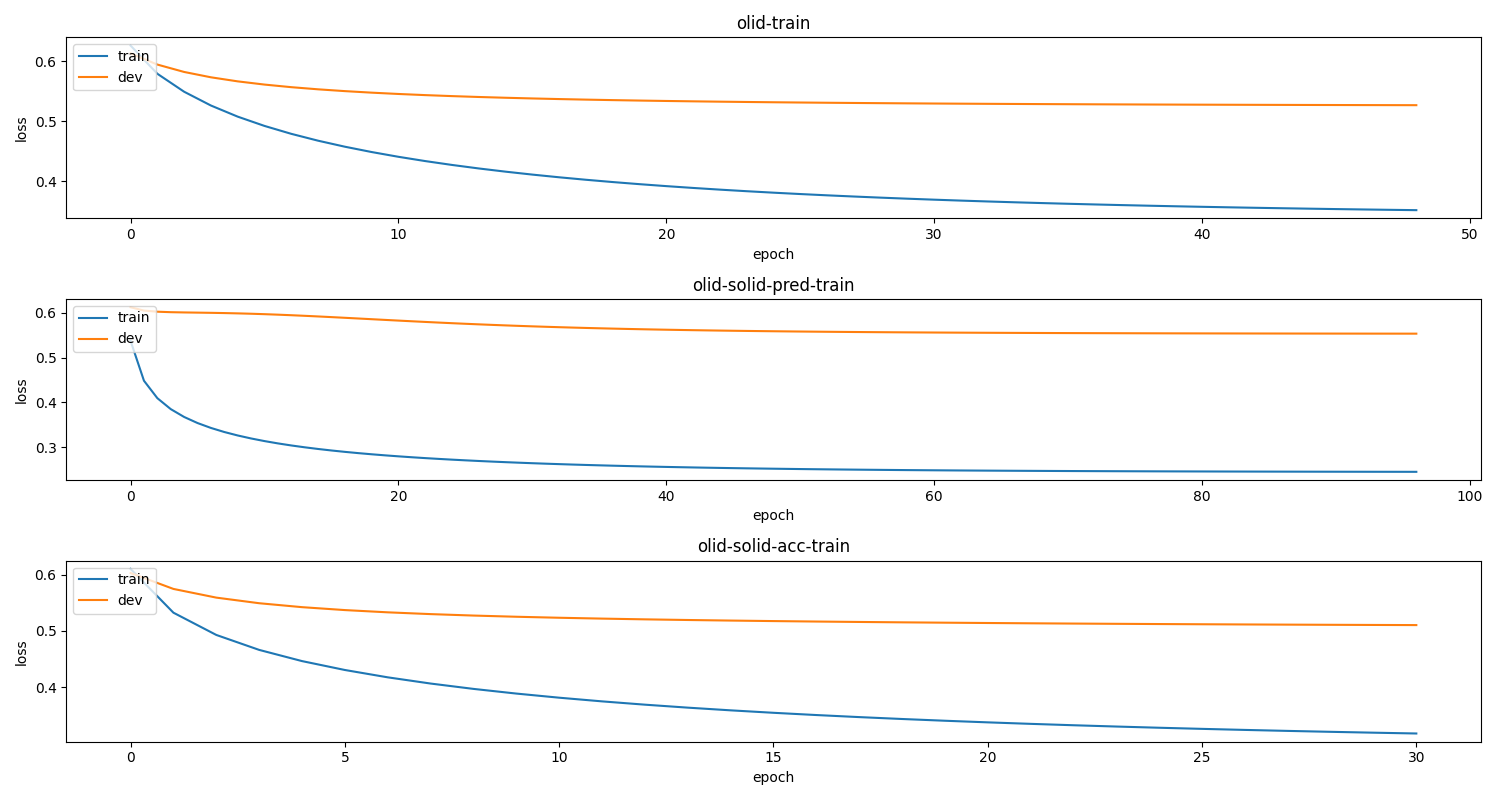 olid-train
train
dev
0.6
0.5
0.4
loss
0 10 20 30 40 50
epoch
olid-solid-pred-train
train
dev
0.6
0.5
0.4
0.3
loss
0 20 40 60 80 100
epoch
olid-solid-acc-train
train
dev
0.6
0.5
0.4
loss
0 5 10 15 20 25 30
epoch